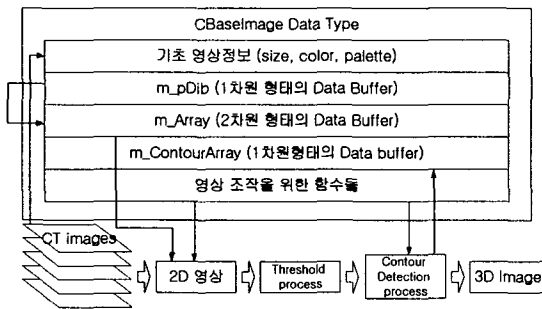 CBaseImage Data Type
기초 영상정보 (size, color, palette)
m_pDib (1차원 형태의 Data Buffer)
m_Array (2차원 형태의 Data Buffer)
m_ContourArray (1차원형태의 Data buffer)
영상 조작을 위한 함수들
CT images
2D 영상
Threshold
process
Contour
Detection
process
3D Image